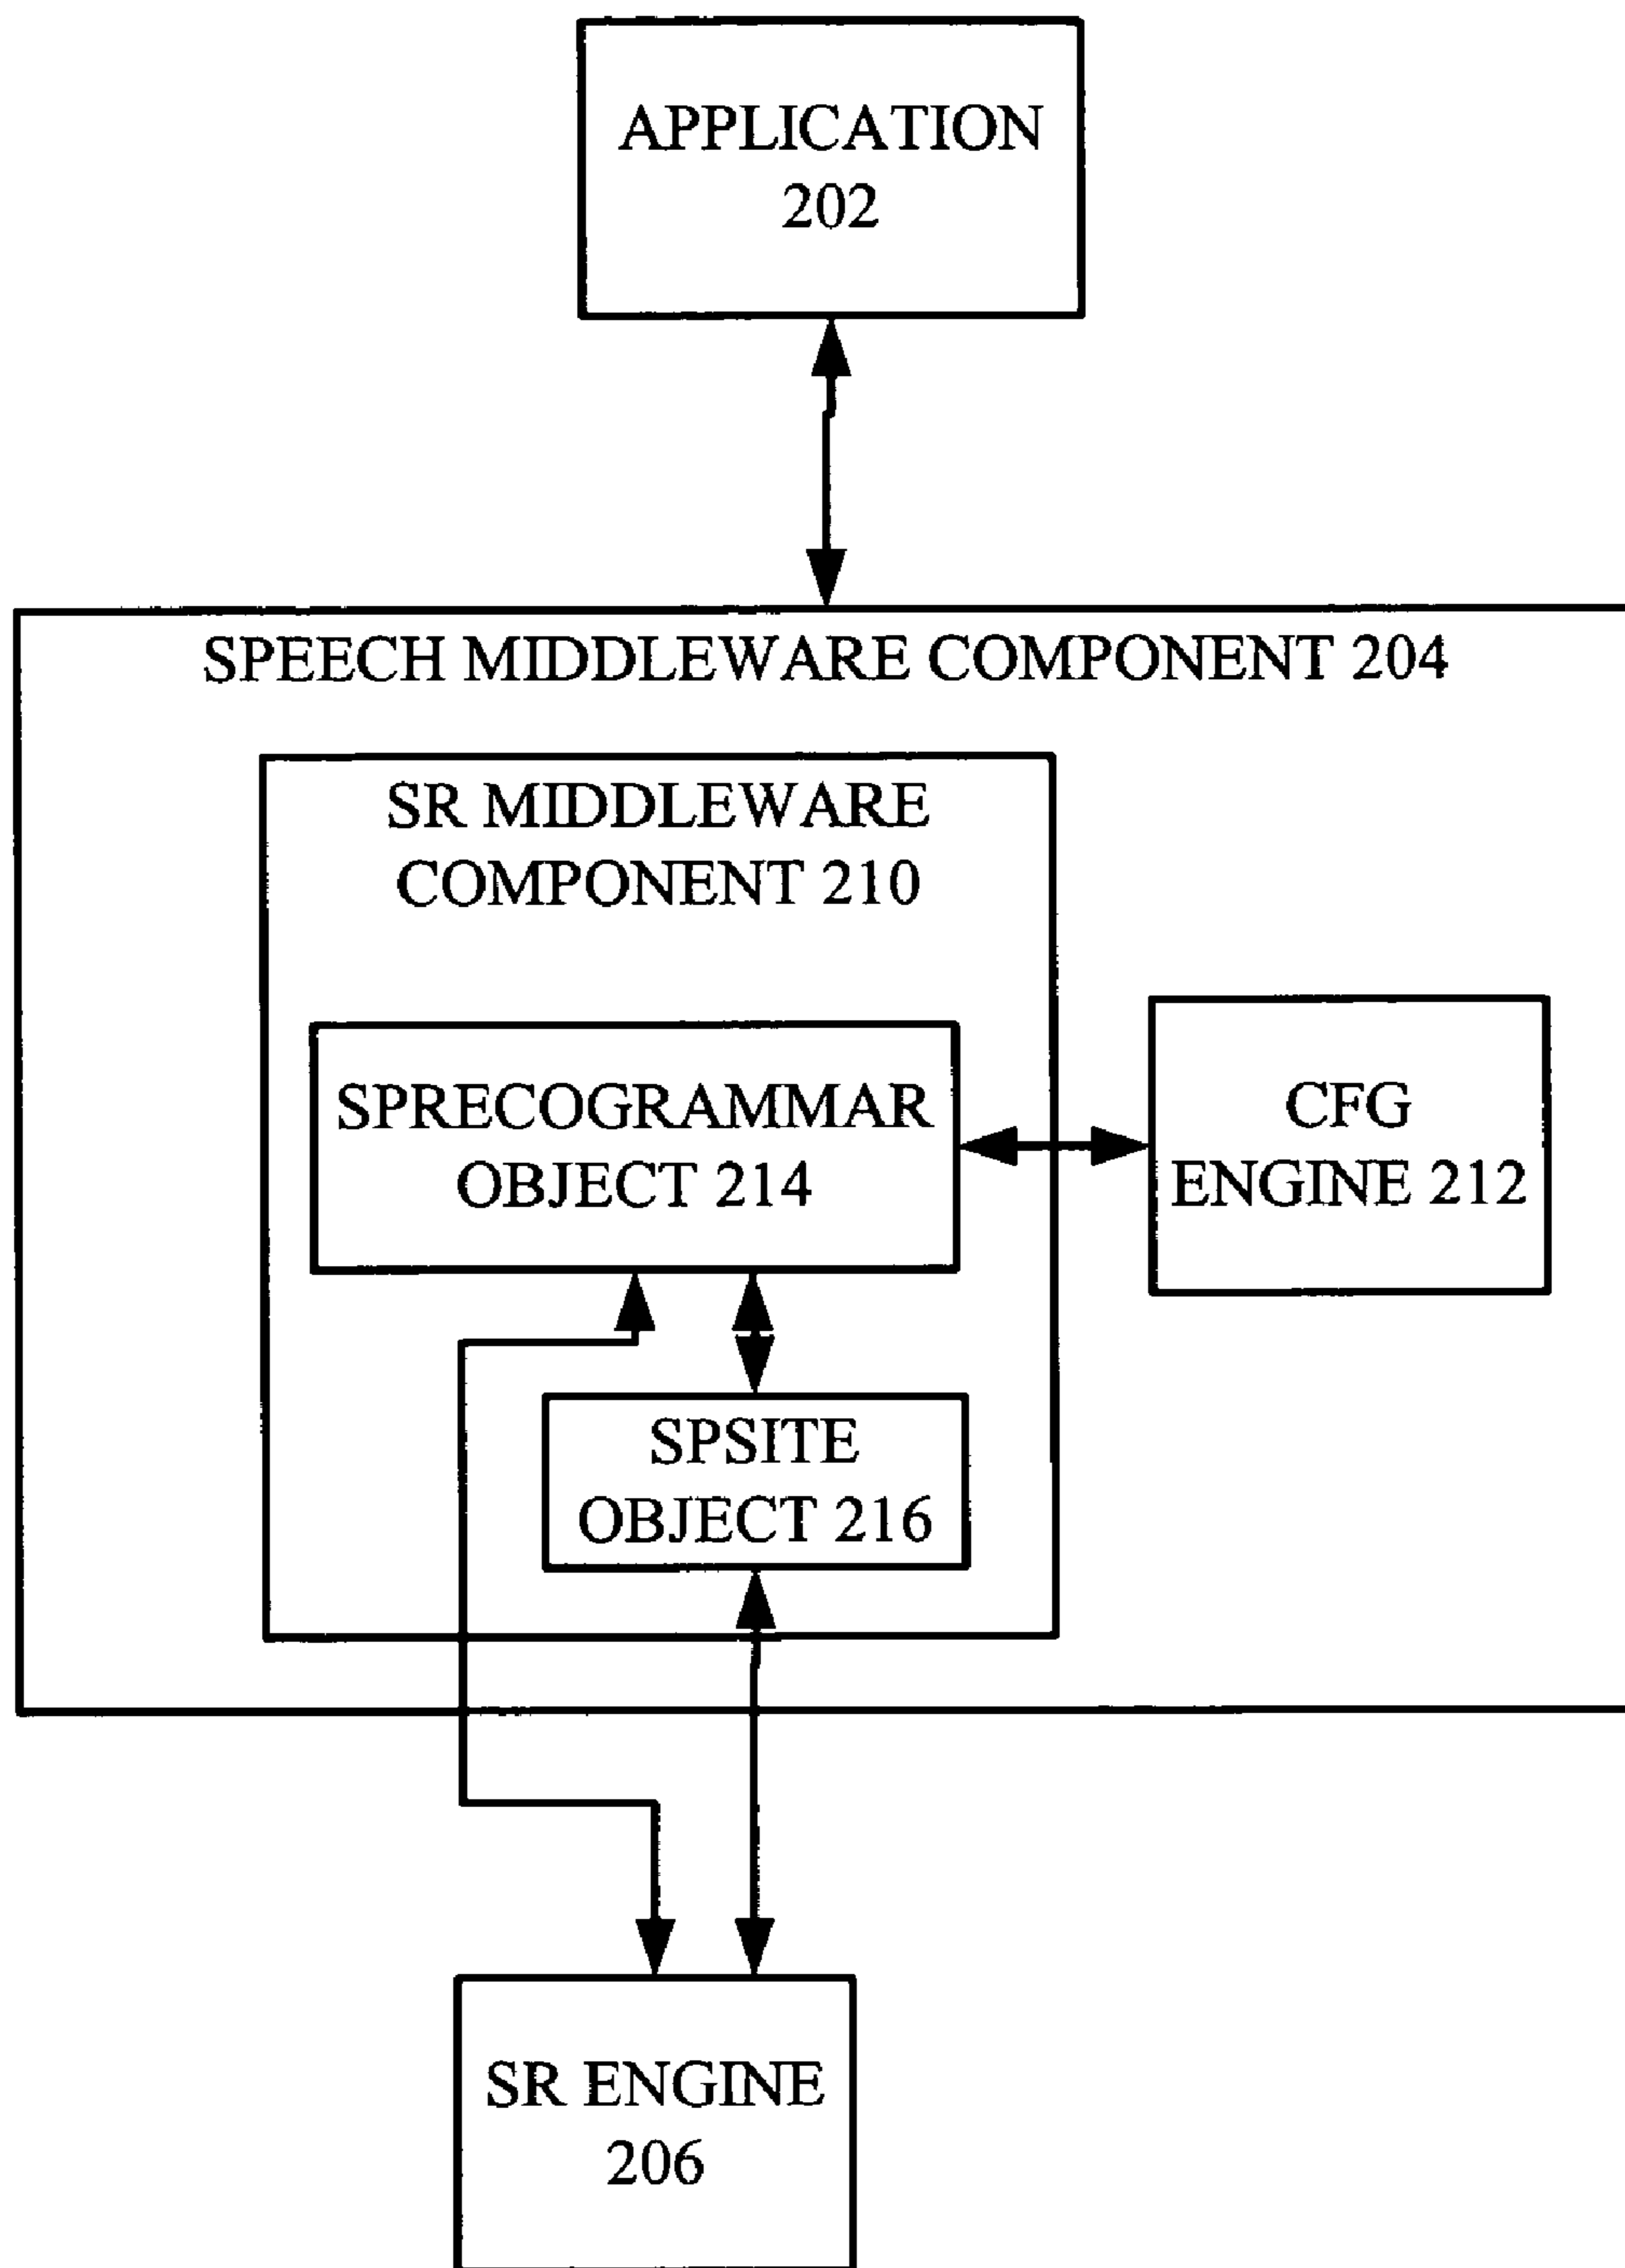 APPLICATION
202
SPEECH MIDDLEWARE COMPONENT 204
SR MIDDLEWARE
COMPONENT 210
SPRECOGRAMMAR
OBJECT 214
CFG
ENGINE 212
SPSITE
OBJECT 216
SR ENGINE
206